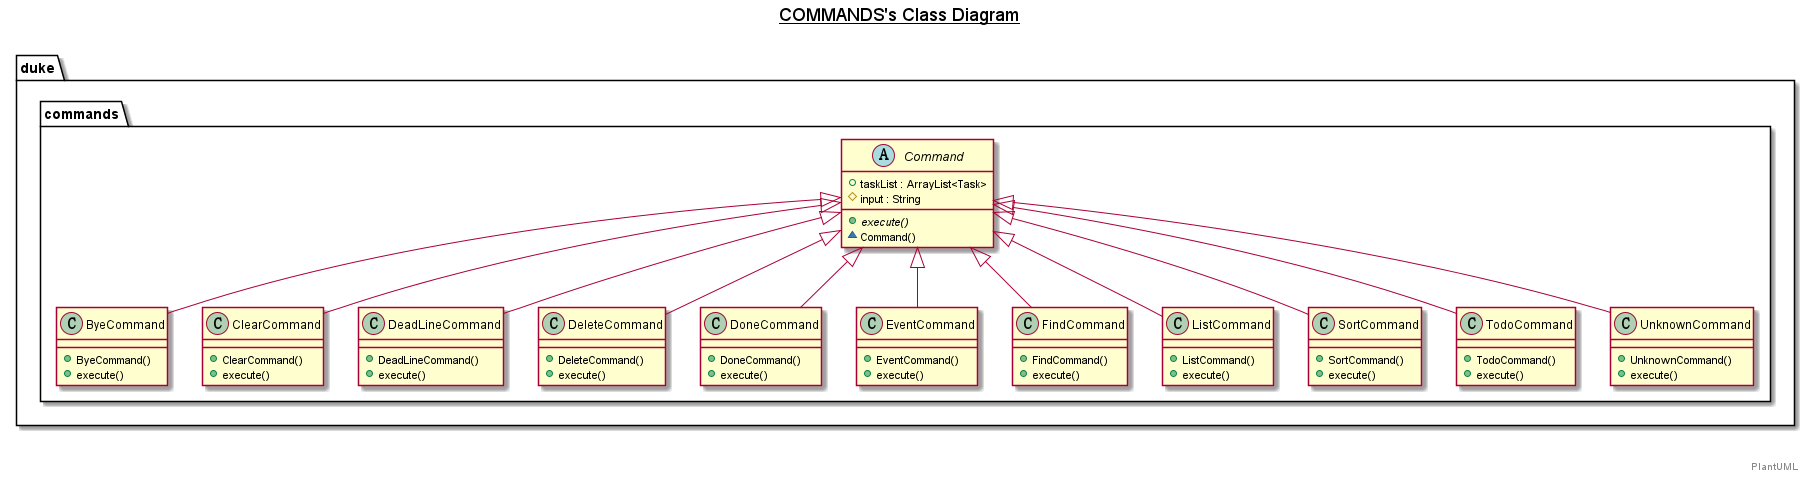 COMMANDS's Class Diagram
duke
commands
A Command
taskList : ArrayList<Task>
input : String
execute()
Command()
C ByeCommand
ByeCommand()
execute()
C ClearCommand
ClearCommand()
execute()
C DeadLineCommand
DeadLineCommand()
execute()
C DeleteCommand
DeleteCommand()
execute()
C DoneCommand
DoneCommand()
execute()
C EventCommand
EventCommand()
execute()
C FindCommand
FindCommand()
execute()
C ListCommand
ListCommand()
execute()
C SortCommand
SortCommand()
execute()
C TodoCommand
TodoCommand()
execute()
C UnknownCommand
UnknownCommand()
execute()
PlantUML